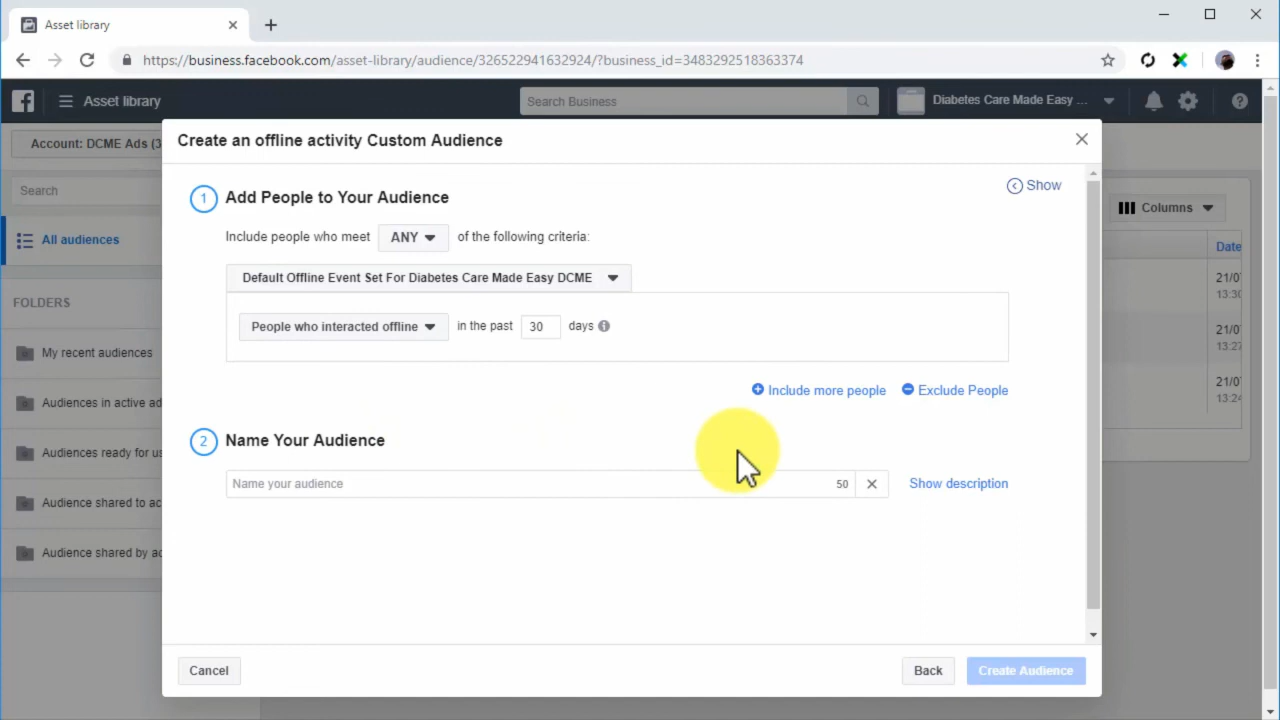 Asset library
https://business.facebook.com/asset-library/audience/326522941632924/?business_id=3483292518363374
Asset library
Search Business
Diabetes Care Made Easy ...
Account: DCME Ads (3
Create an offline activity Custom Audience
Search
1 Add People to Your Audience
Show
Columns
Include people who meet ANY of the following criteria:
All audiences
Date
Default Offline Event Set For Diabetes Care Made Easy DCME
21/0
13:30
FOLDERS
People who interacted offline in the past 30 days
21/0
13:27
My recent audiences
21/0
13:24
Include more people Exclude People
Audiences in active ad
2 Name Your Audience
Audiences ready for us
Name your audience 50
Show description
Audience shared to ac
Audience shared by ac
Cancel
Back
Create Audience